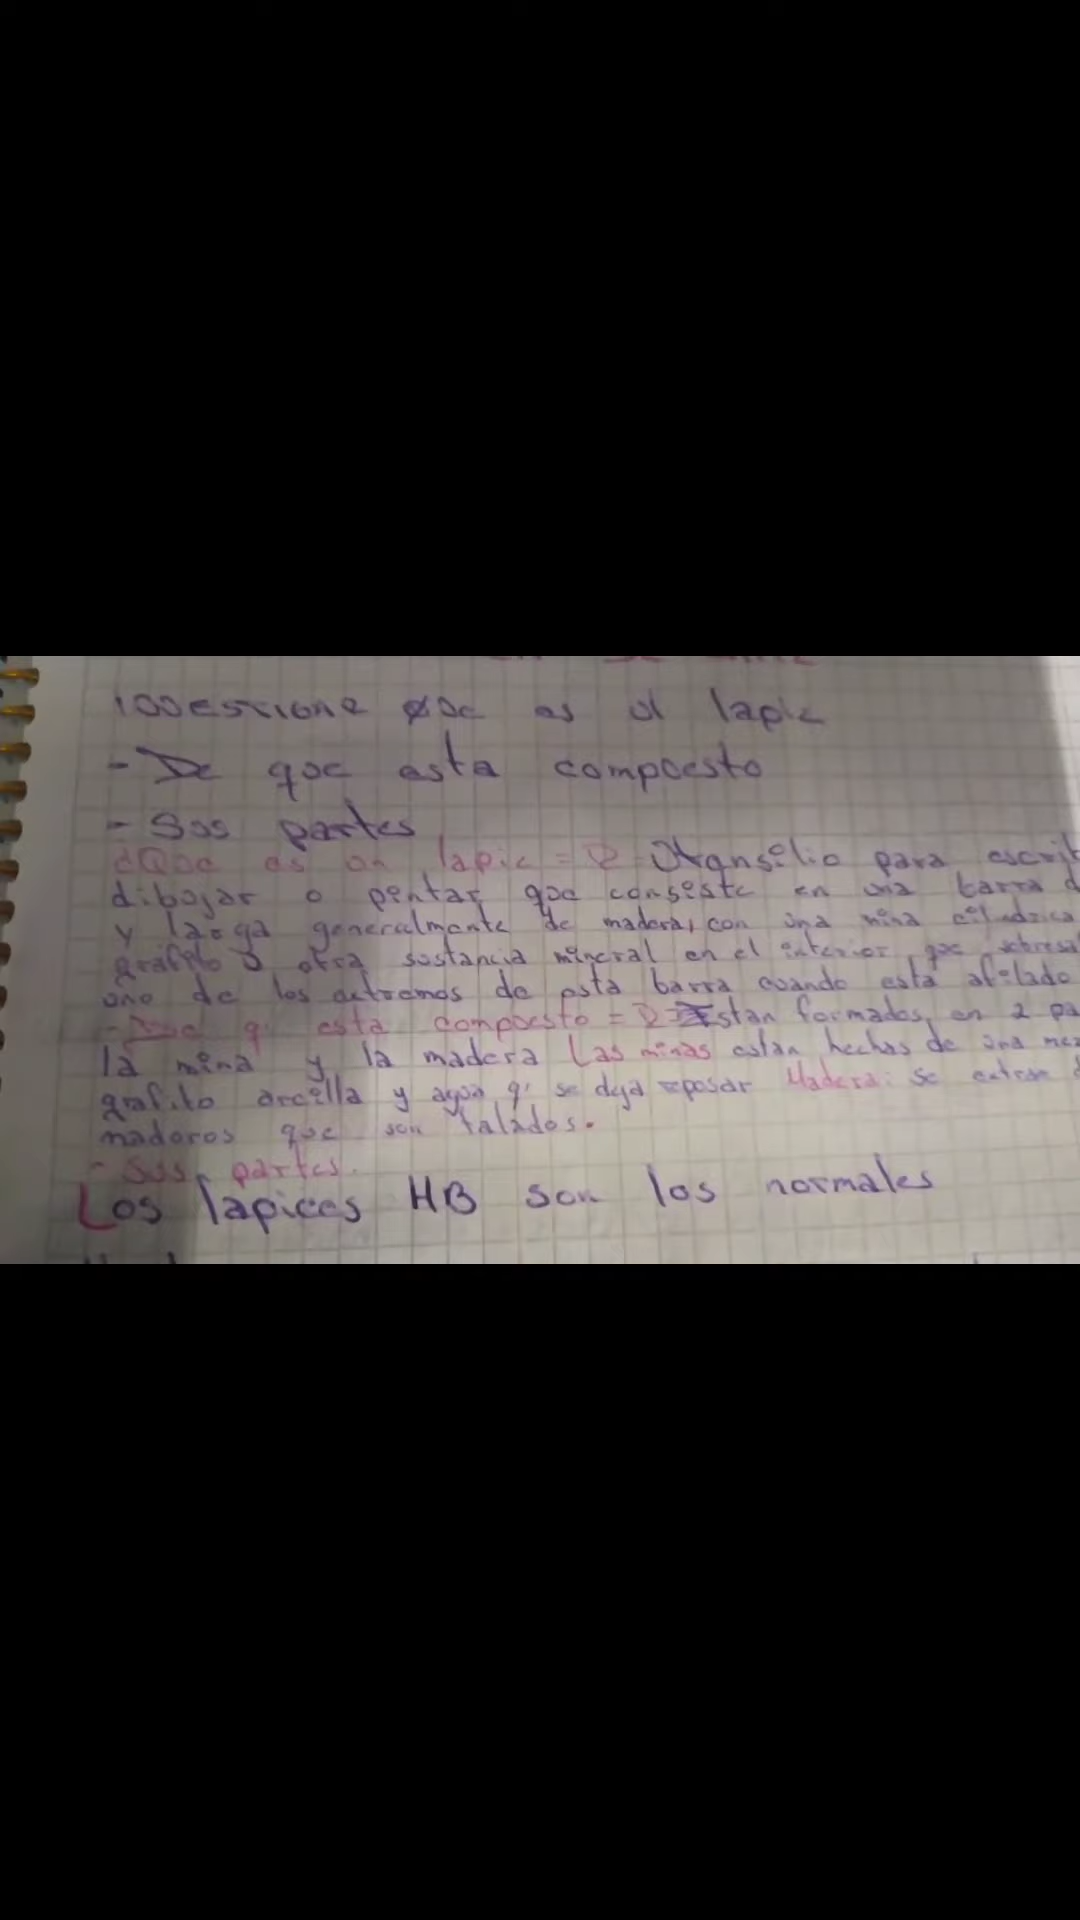 es el lapiz
- De que esta compuesto
- Sus partes
¿Que es un lapiz = para
dibujar o pintar que consiste en una barra
y larga generalmente de madera, con una mina
grafito o otra sustancia mineral en el interior, que
uno de los extremos de esta barra cuando esta afilado
- De q' esta compuesto = Estan formados en 2
la mina y la madera Las minas estan hechas de una
grafito arcilla y agua q' se deja reposar Madera: se
maderos que son talados.
- Sus partes.
Los lapices HB son los normales